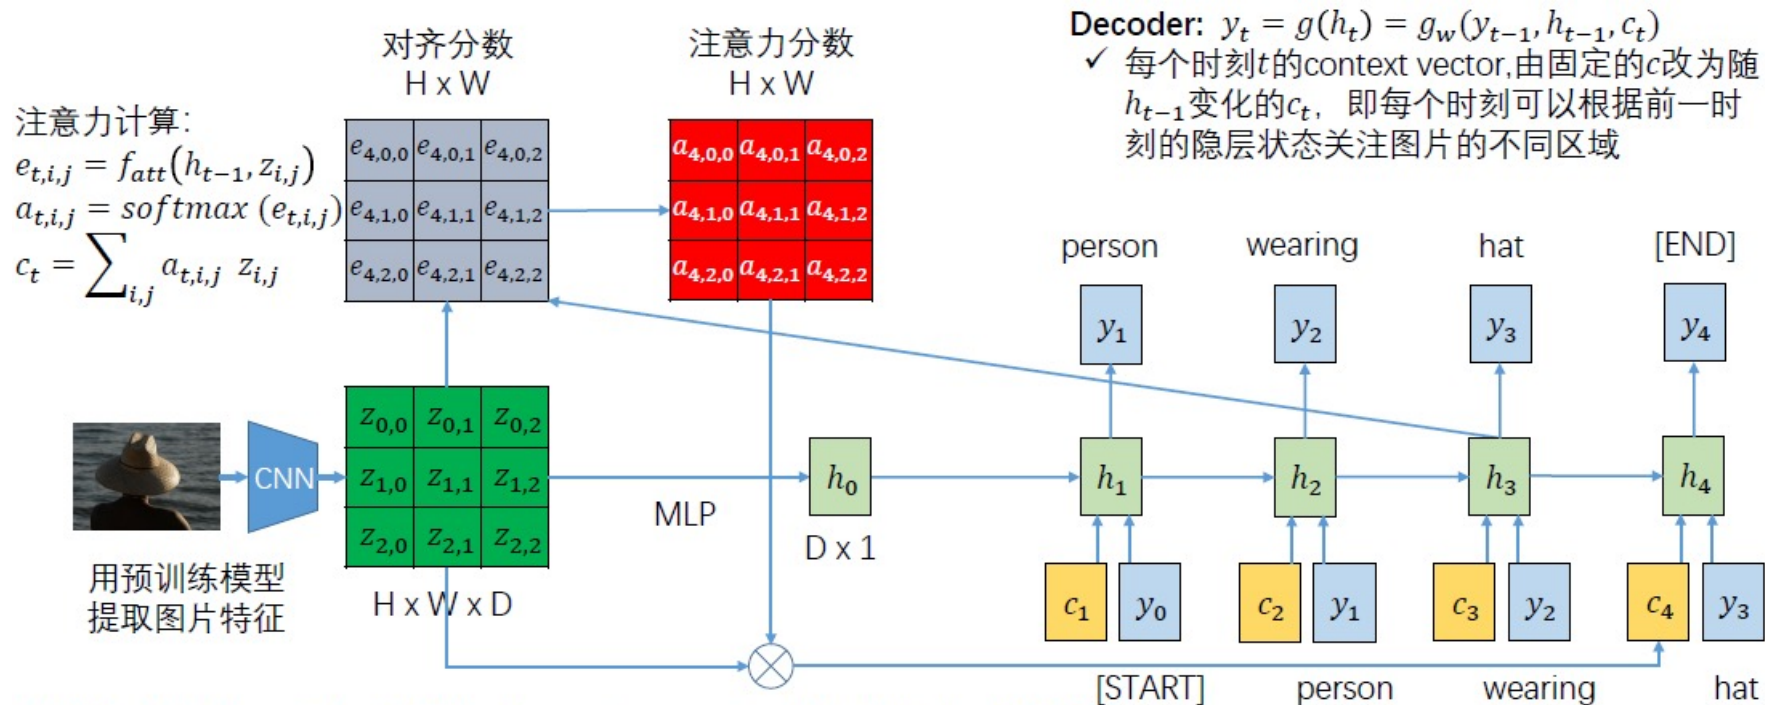 Decoder: $y_t = g(h_t) = g_w(y_{t-1}, h_{t-1}, c_t)$
✓ 每个时刻$t$的context vector,由固定的$c$改为随
$h_{t-1}$变化的$c_t$，即每个时刻可以根据前一时
刻的隐层状态关注图片的不同区域
对齐分数
H x W
注意力分数
H x W
注意力计算：
$e_{t,i,j} = f_{att}(h_{t-1}, z_{i,j})$
$a_{t,i,j} = softmax (e_{t,i,j})$
$c_t = \sum_{i,j} a_{t,i,j} \ z_{i,j}$
$e_{4,0,0}$ $e_{4,0,1}$ $e_{4,0,2}$
$e_{4,1,0}$ $e_{4,1,1}$ $e_{4,1,2}$
$e_{4,2,0}$ $e_{4,2,1}$ $e_{4,2,2}$
$a_{4,0,0}$ $a_{4,0,1}$ $a_{4,0,2}$
$a_{4,1,0}$ $a_{4,1,1}$ $a_{4,1,2}$
$a_{4,2,0}$ $a_{4,2,1}$ $a_{4,2,2}$
person wearing hat [END]
$y_1$ $y_2$ $y_3$ $y_4$
CNN
$z_{0,0}$ $z_{0,1}$ $z_{0,2}$
$z_{1,0}$ $z_{1,1}$ $z_{1,2}$
$z_{2,0}$ $z_{2,1}$ $z_{2,2}$
MLP
$h_0$ $h_1$ $h_2$ $h_3$ $h_4$
D x 1
用预训练模型
提取图片特征
H x W x D
$c_1$ $y_0$ $c_2$ $y_1$ $c_3$ $y_2$ $c_4$ $y_3$
[START] person wearing hat